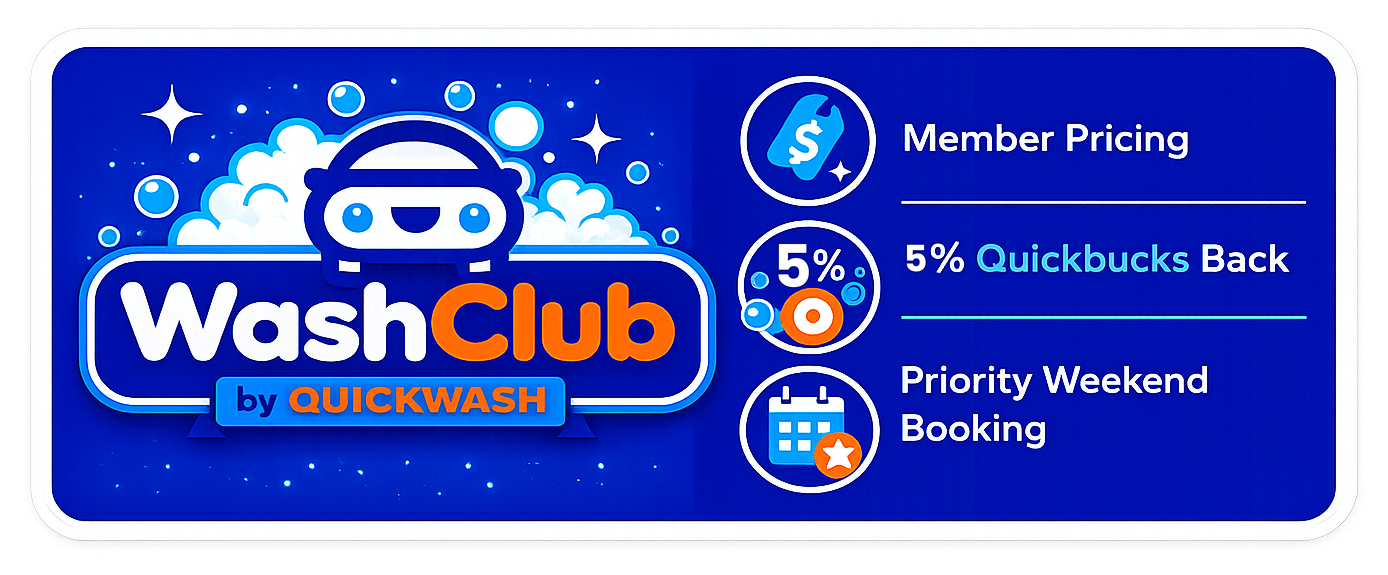 WashClub
by QUICKWASH
$
Member Pricing
5%
5% Quickbucks Back
Priority Weekend
Booking